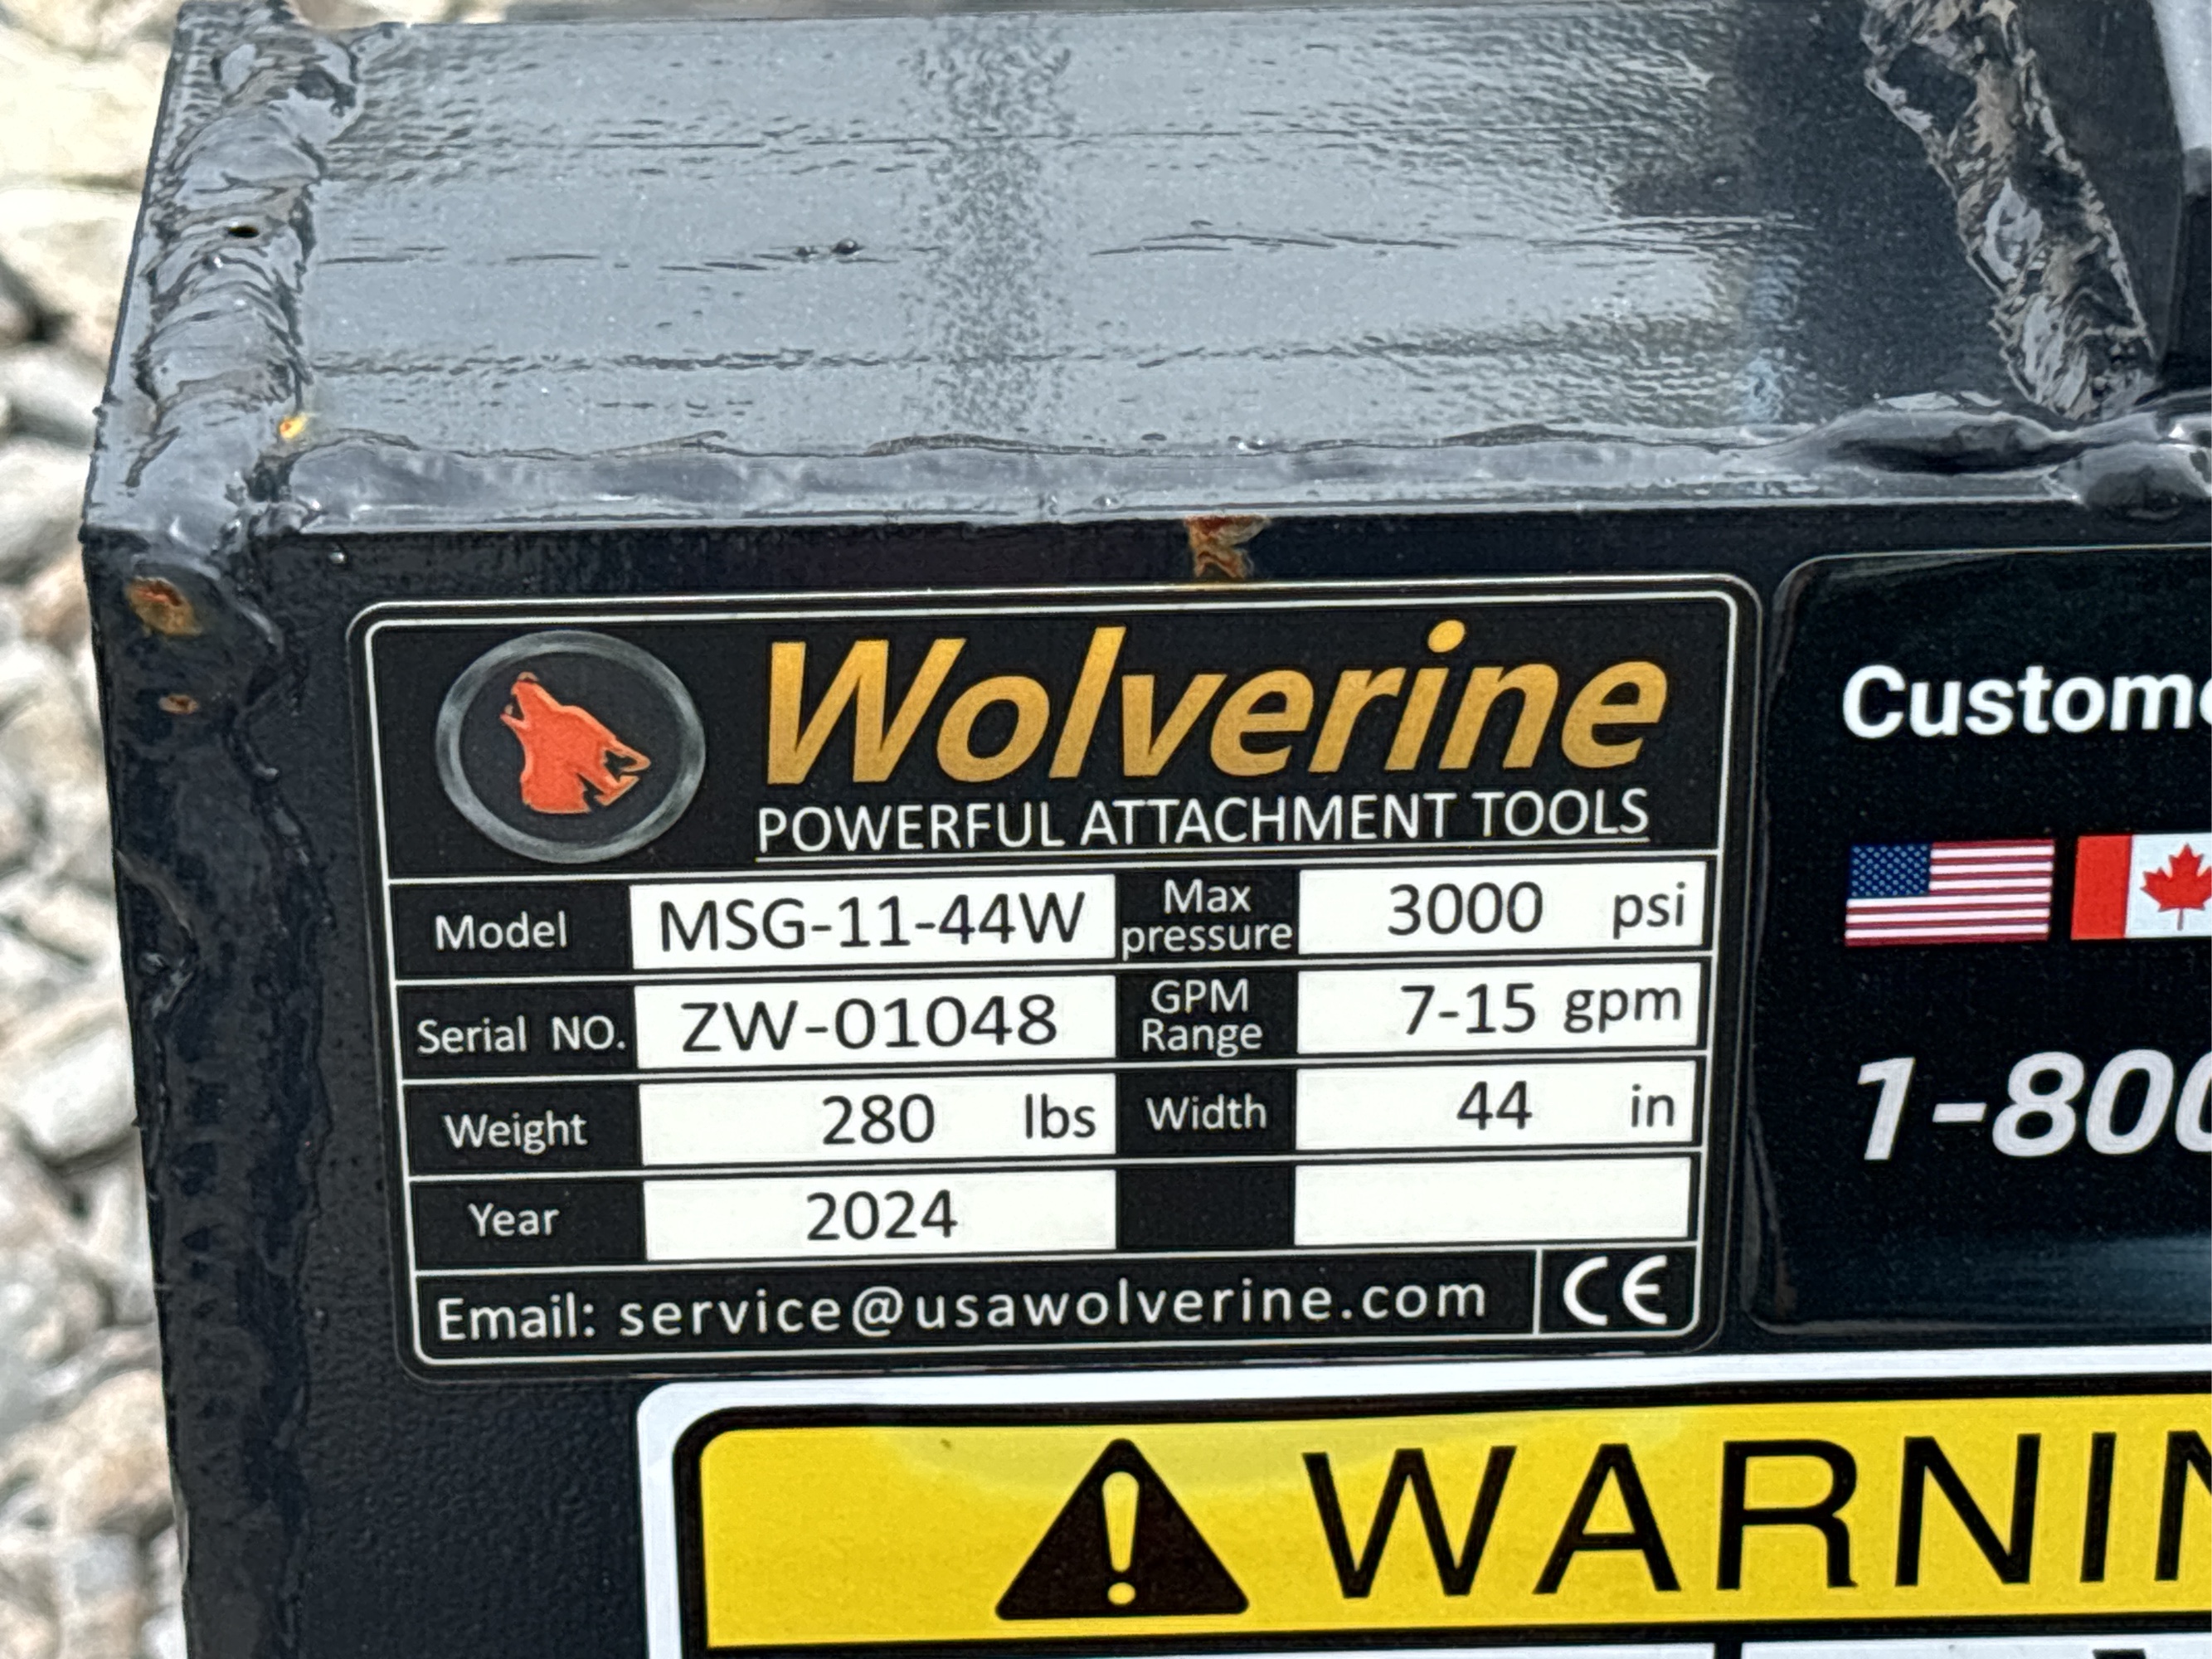 Wolverine
POWERFUL ATTACHMENT TOOLS
Model MSG-11-44W Max pressure 3000 psi
Serial NO. ZW-01048 GPM Range 7-15 gpm
Weight 280 lbs Width 44 in
Year 2024
Email: service@usawolverine.com CE
Custome
1-800
WARNIN